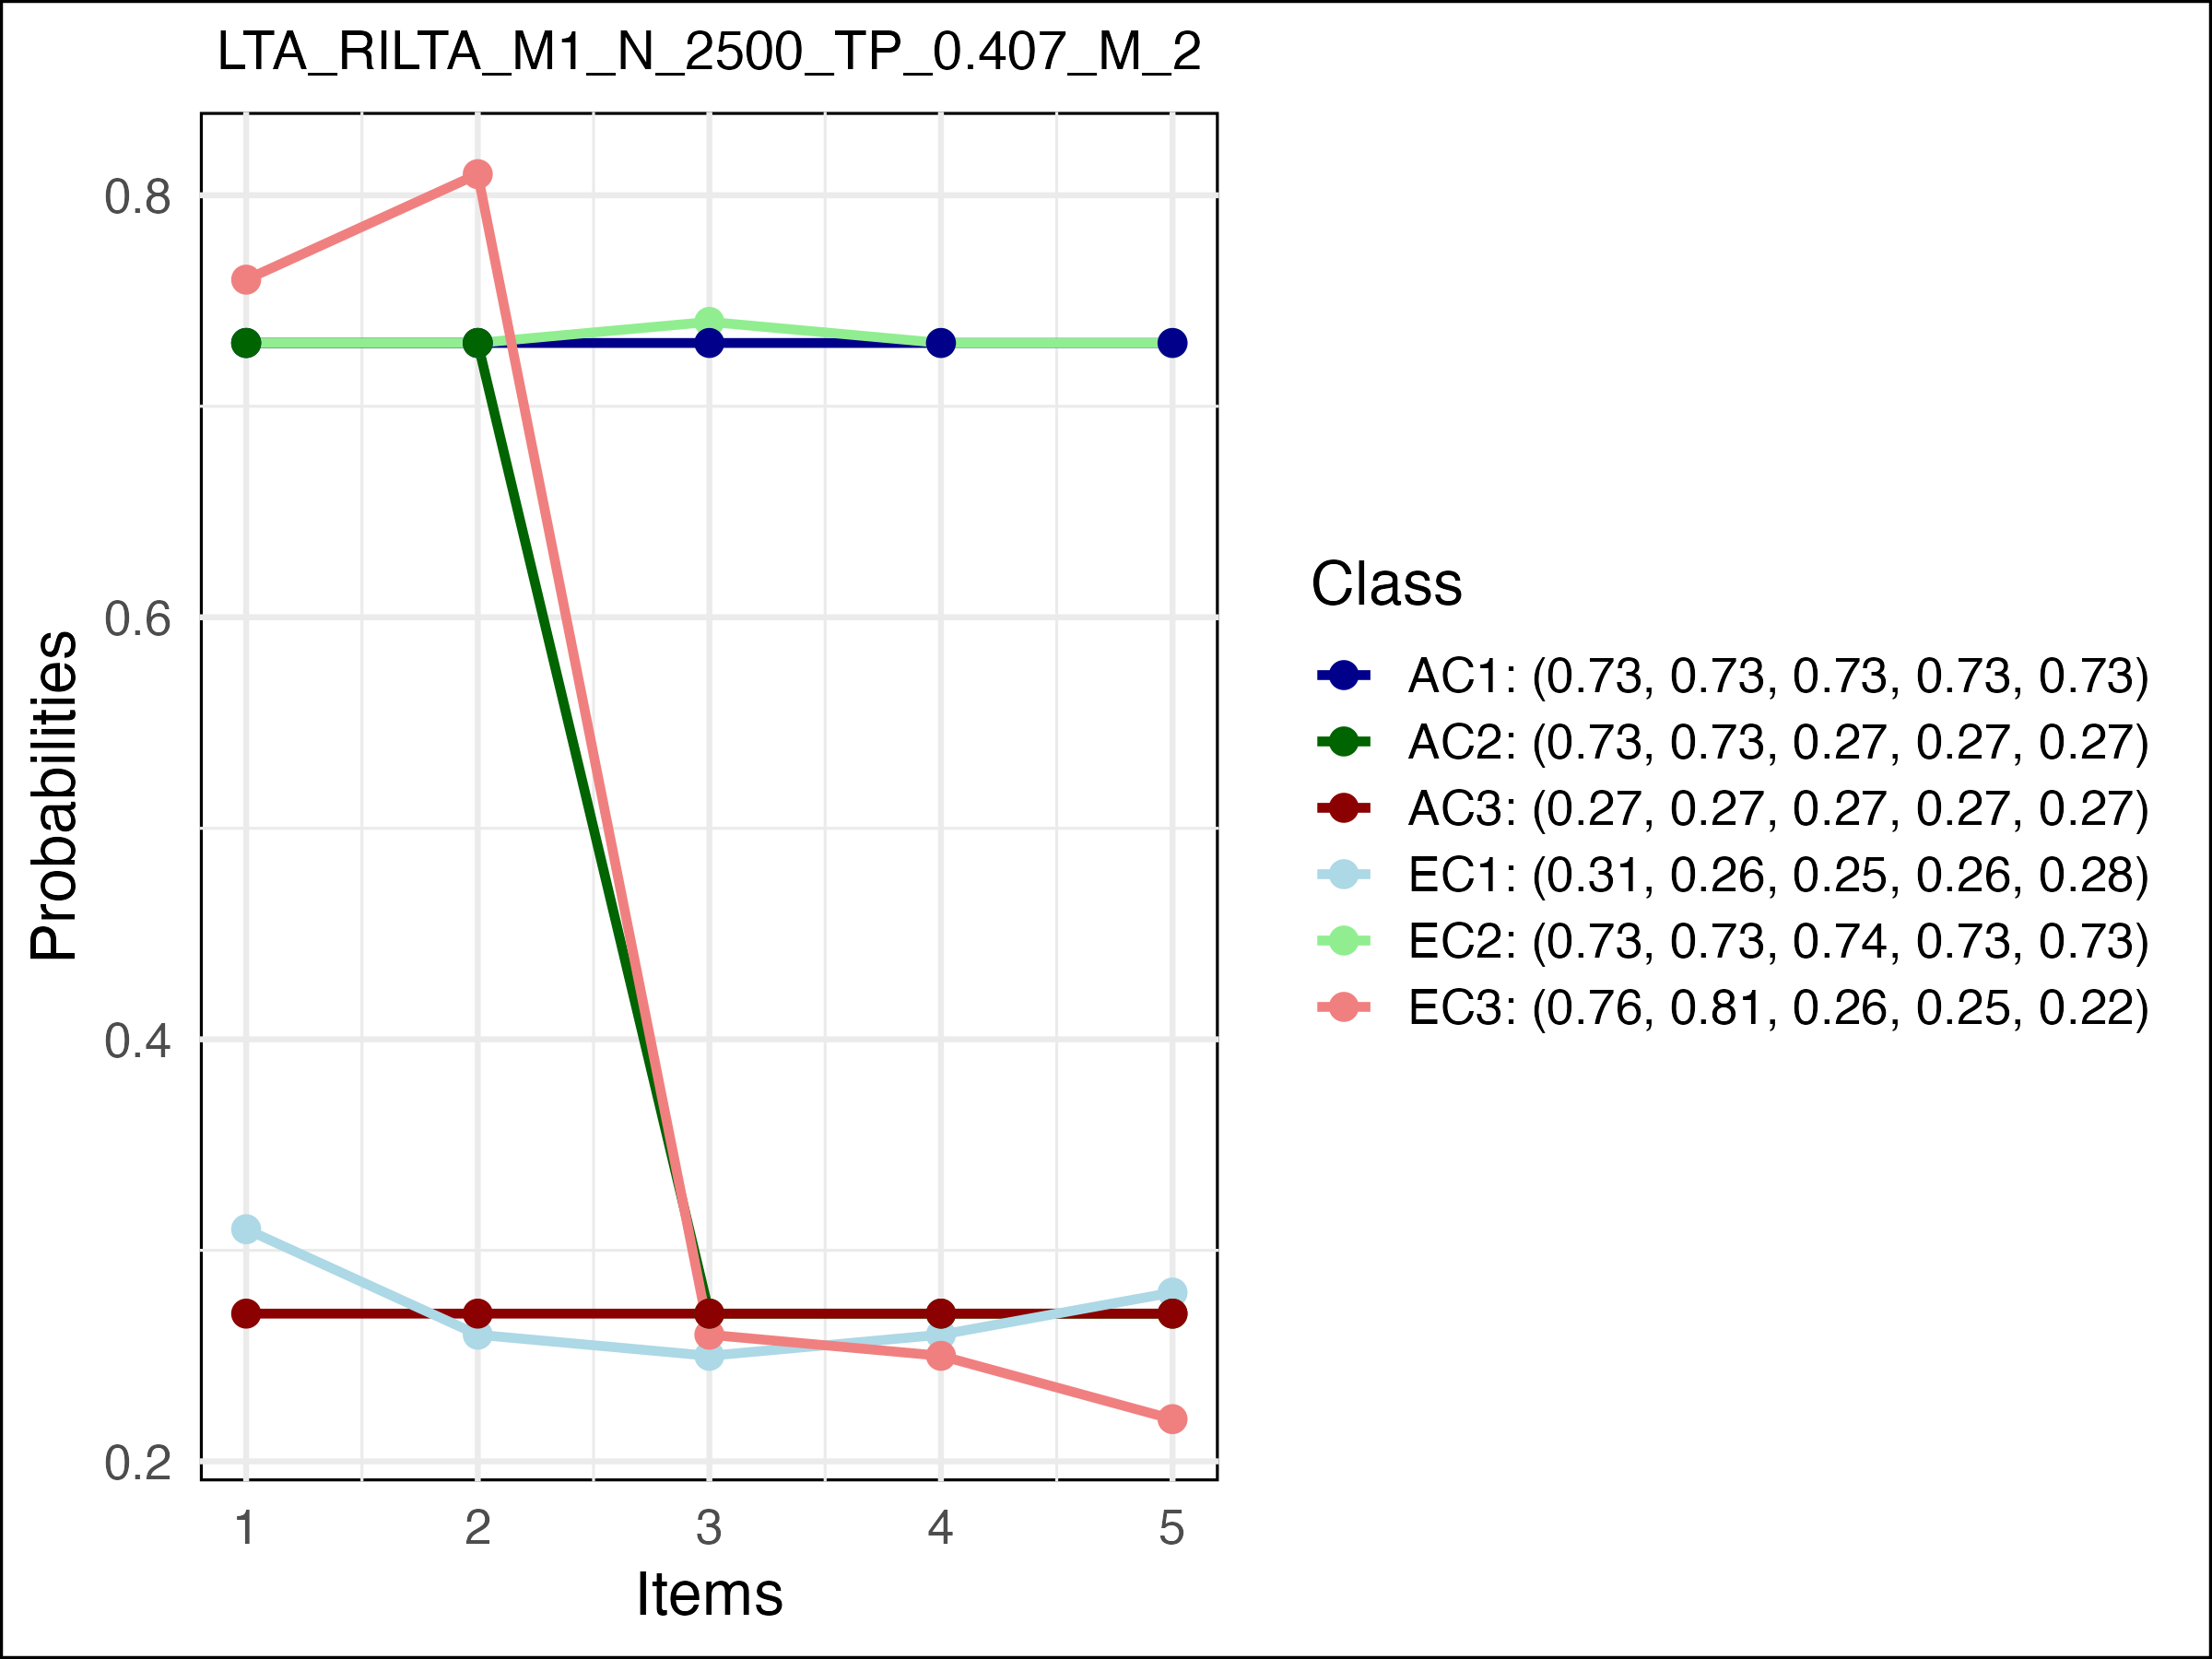 LTA_RILTA_M1_N_2500_TP_0.407_M_2
0.8
0.6
0.4
0.2
Probabilities
1 2 3 4 5
Items
Class
AC1: (0.73, 0.73, 0.73, 0.73, 0.73)
AC2: (0.73, 0.73, 0.27, 0.27, 0.27)
AC3: (0.27, 0.27, 0.27, 0.27, 0.27)
EC1: (0.31, 0.26, 0.25, 0.26, 0.28)
EC2: (0.73, 0.73, 0.74, 0.73, 0.73)
EC3: (0.76, 0.81, 0.26, 0.25, 0.22)